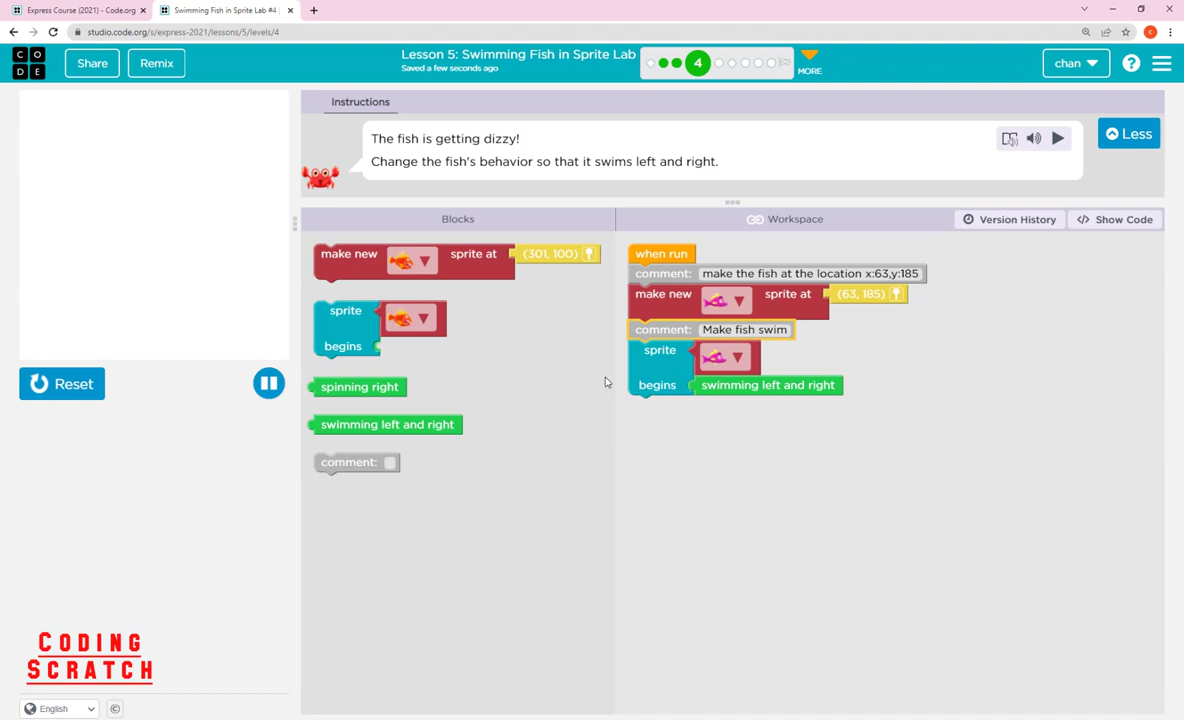 Express Course (2021) - Code.org
Swimming Fish in Sprite Lab #4
studio.code.org/s/express-2021/lessons/5/levels/4
C O
D E
Share
Remix
Lesson 5: Swimming Fish in Sprite Lab
Saved a few seconds ago
4
MORE
chan
?
Instructions
The fish is getting dizzy!
Change the fish's behavior so that it swims left and right.
Less
Blocks
Workspace
Version History
</> Show Code
make new
sprite at
(301, 100)
sprite
begins
spinning right
swimming left and right
comment:
when run
comment: make the fish at the location x:63,y:185
make new
sprite at
(63, 185)
comment: Make fish swim
sprite
begins
swimming left and right
Reset
CODING
SCRATCH
English
©